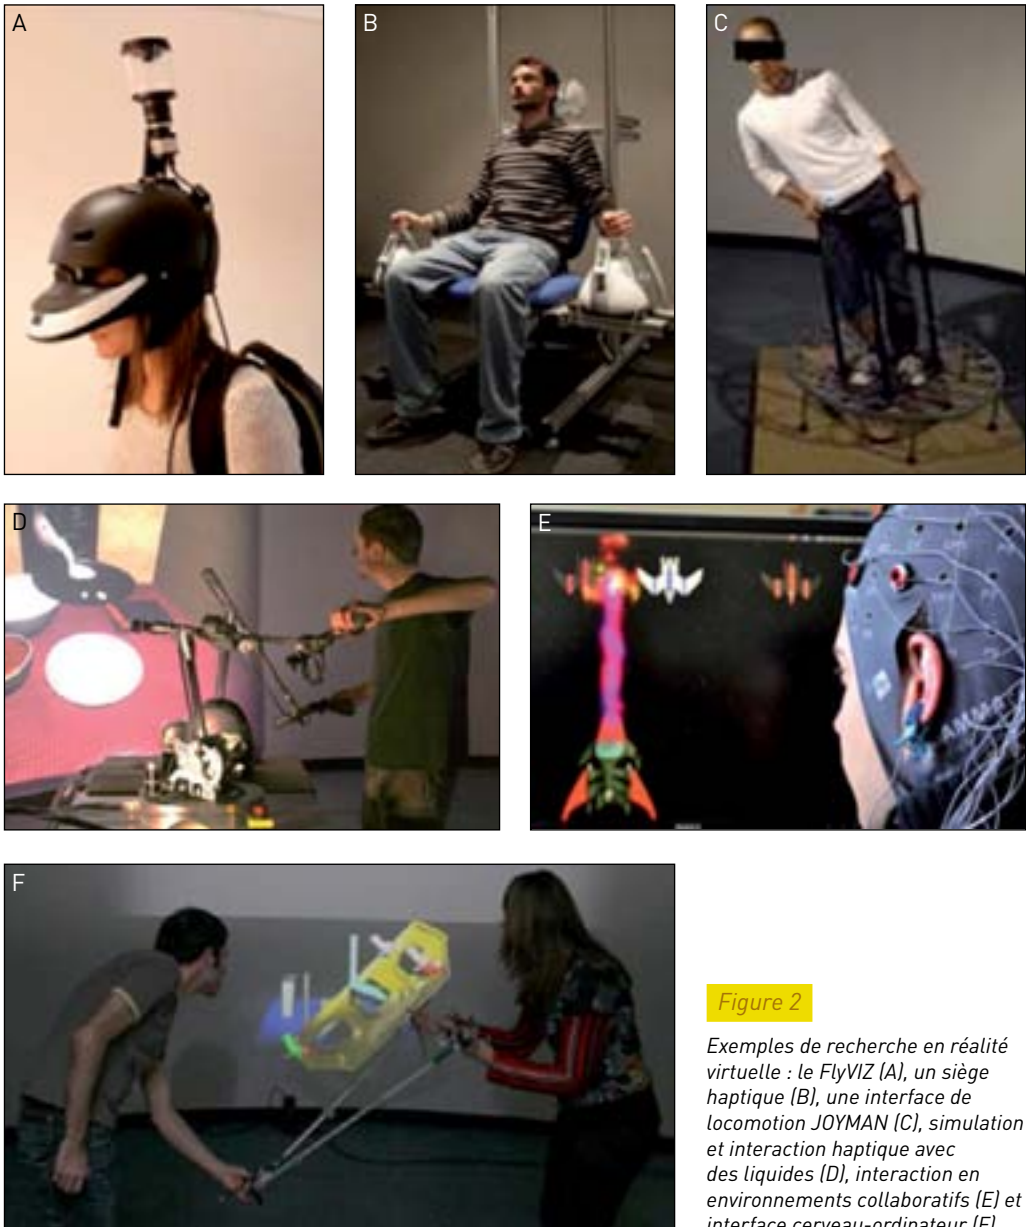 A
B
C
D
E
F
Figure 2
Exemples de recherche en réalité
virtuelle : le FlyVIZ (A), un siège
haptique (B), une interface de
locomotion JOYMAN (C), simulation
et interaction haptique avec
des liquides (D), interaction en
environnements collaboratifs (E) et
interface cerveau-ordinateur (F)